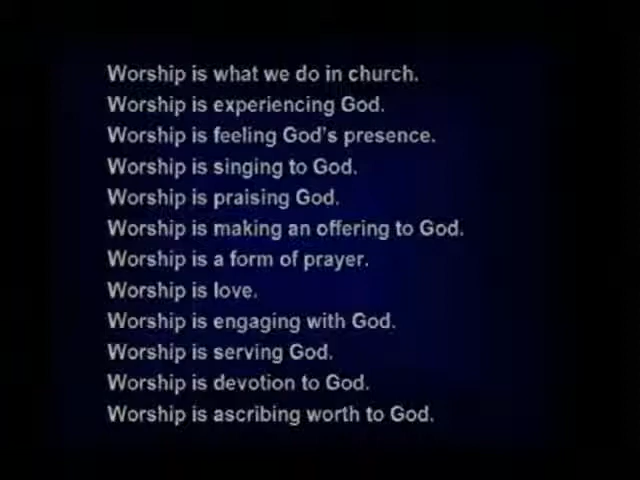 Worship is what we do in church.
Worship is experiencing God.
Worship is feeling God's presence.
Worship is singing to God.
Worship is praising God.
Worship is making an offering to God.
Worship is a form of prayer.
Worship is love.
Worship is engaging with God.
Worship is serving God.
Worship is devotion to God.
Worship is ascribing worth to God.